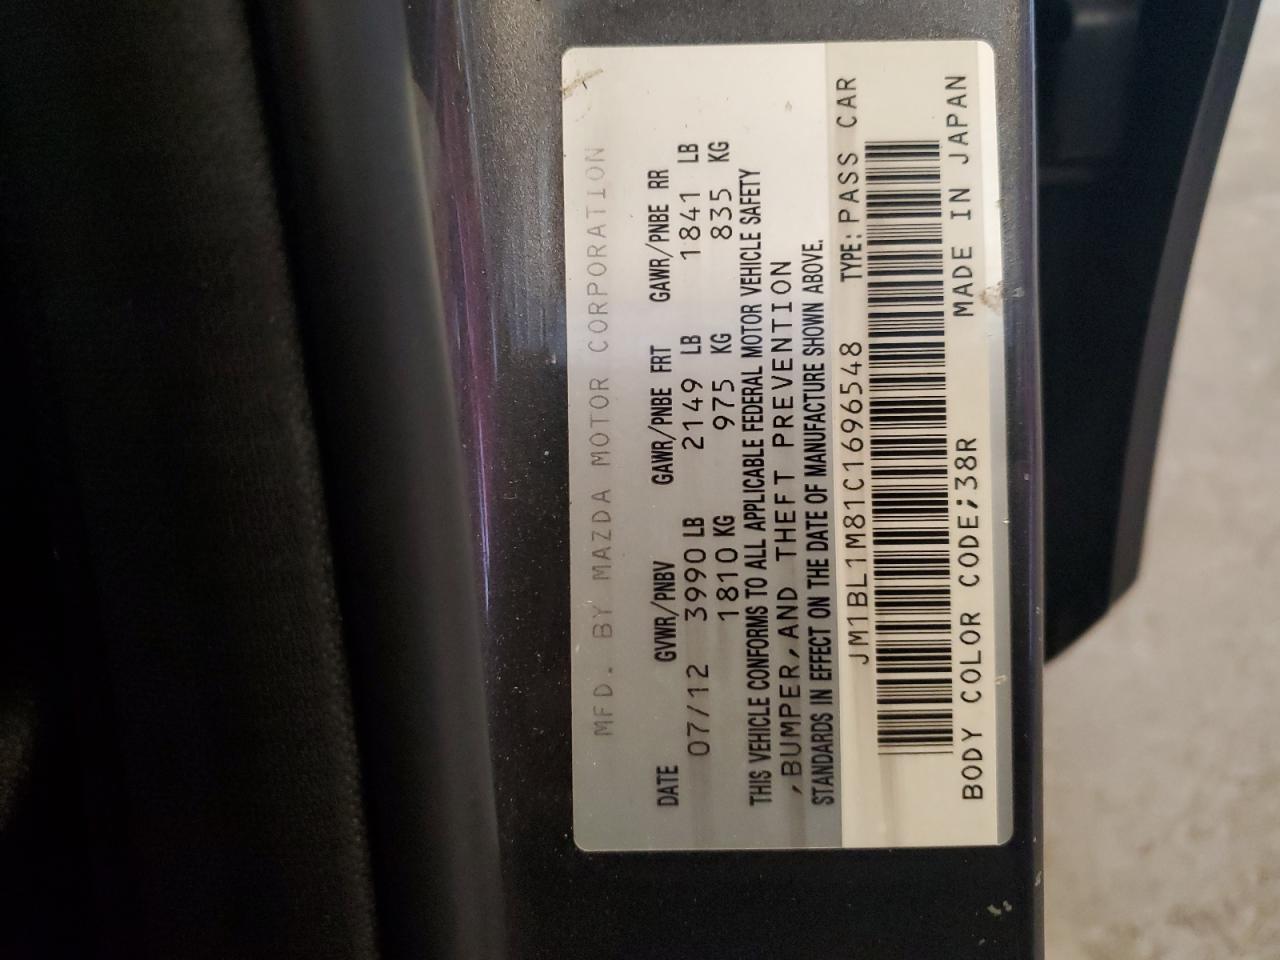 MFD. BY MAZDA MOTOR CORPORATION
DATE GVWR/PNBV GAWR/PNBE FRT GAWR/PNBE RR
07/12 3990 LB 2149 LB 1841 LB
1810 KG 975 KG 835 KG
THIS VEHICLE CONFORMS TO ALL APPLICABLE FEDERAL MOTOR VEHICLE SAFETY
,BUMPER,AND THEFT PREVENTION
STANDARDS IN EFFECT ON THE DATE OF MANUFACTURE SHOWN ABOVE.
JM1BL1M81C1696548 TYPE:PASS CAR
BODY COLOR CODE;38R MADE IN JAPAN